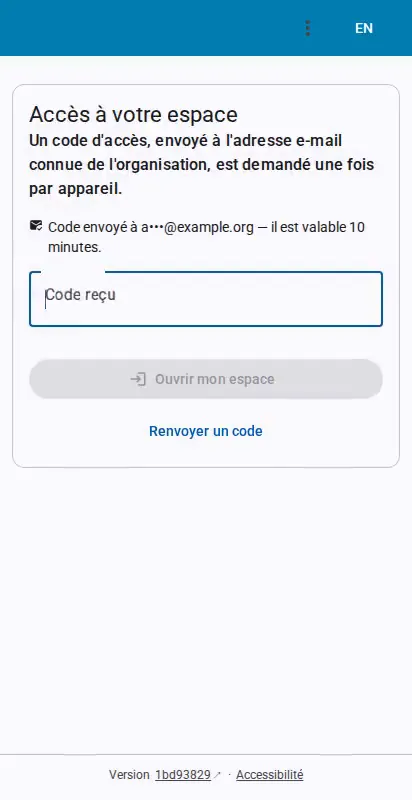 EN
Accès à votre espace
Un code d'accès, envoyé à l'adresse e-mail
connue de l'organisation, est demandé une fois
par appareil.
Code envoyé à a•••@example.org — il est valable 10
minutes.
Code reçu
Ouvrir mon espace
Renvoyer un code
Version 1bd93829 ↗ · Accessibilité